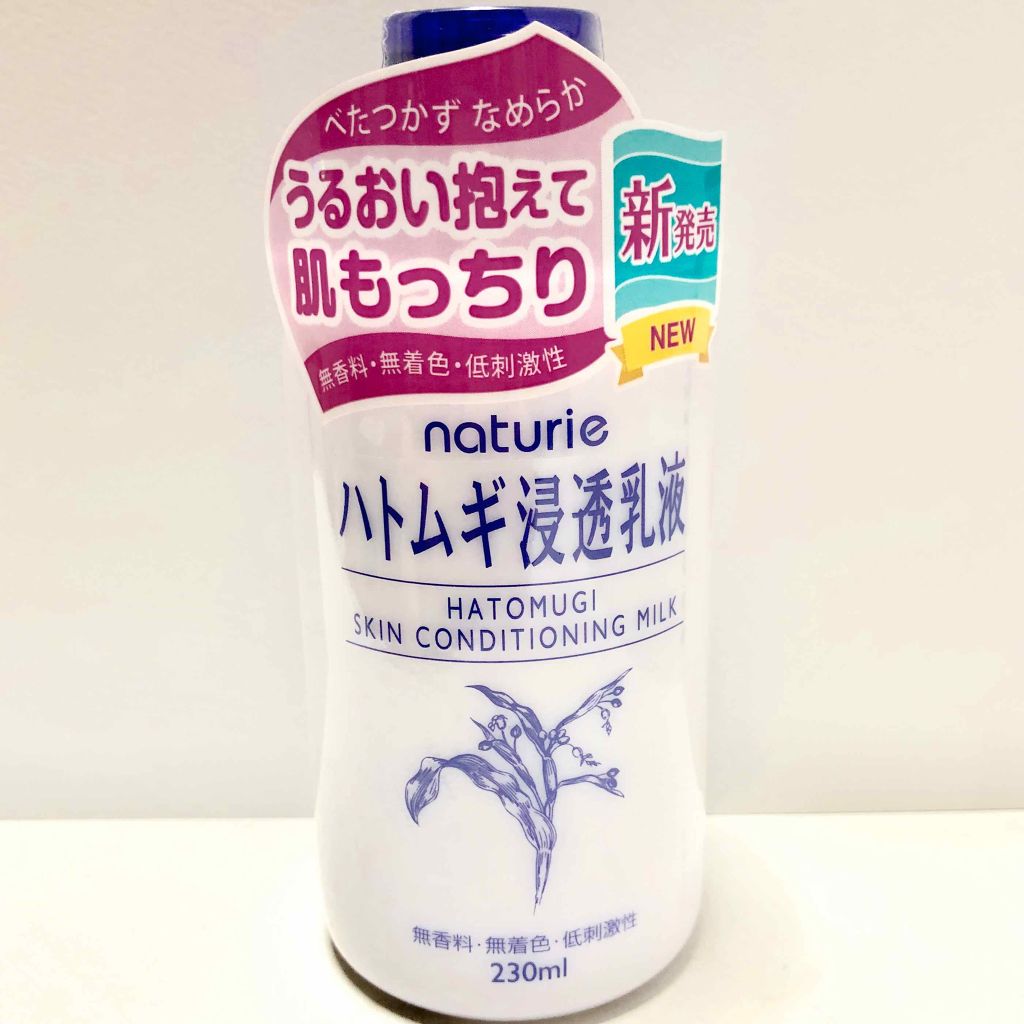 べたつかず なめらか
うるおい抱えて
肌もっちり
無香料・無着色・低刺激性
新発売
NEW
naturie
ハトムギ浸透乳液
HATOMUGI
SKIN CONDITIONING MILK
無香料・無着色・低刺激性
230ml